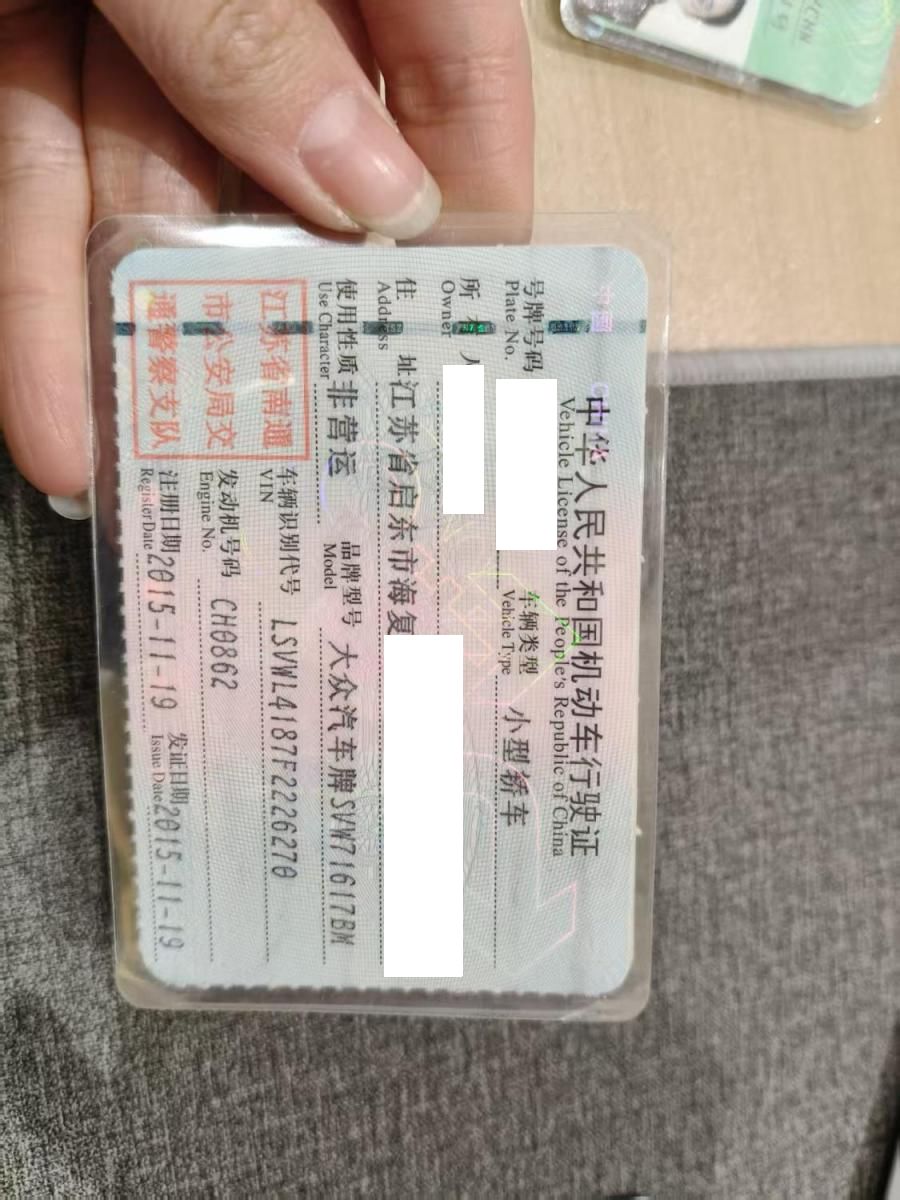 中华人民共和国机动车行驶证
Vehicle License of the People's Republic of China
号牌号码
Plate No.
车辆类型 小型轿车
Vehicle Type
所有人
Owner
住址 江苏省启东市海复
Address
使用性质 非营运
Use Character
品牌型号 大众汽车牌SVW71617BM
Model
江苏省南通
市公安局交
通警察支队
车辆识别代号 LSVWL4187F2226270
VIN
发动机号码 CH0862
Engine No.
注册日期 2015-11-19
Register Date
发证日期 2015-11-19
Issue Date